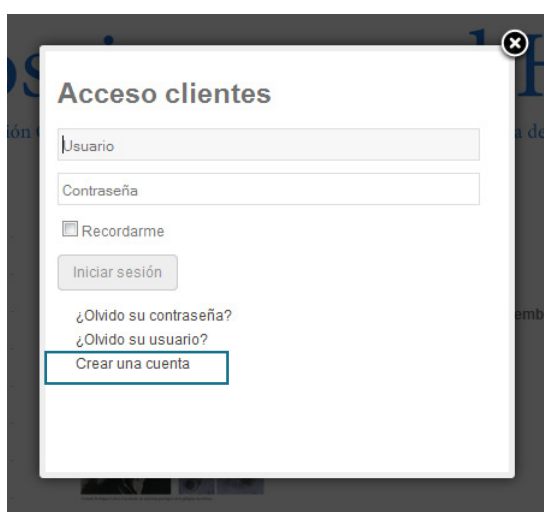 Acceso clientes
Usuario
Contraseña
Recordarme
Iniciar sesión
¿Olvido su contraseña?
¿Olvido su usuario?
Crear una cuenta